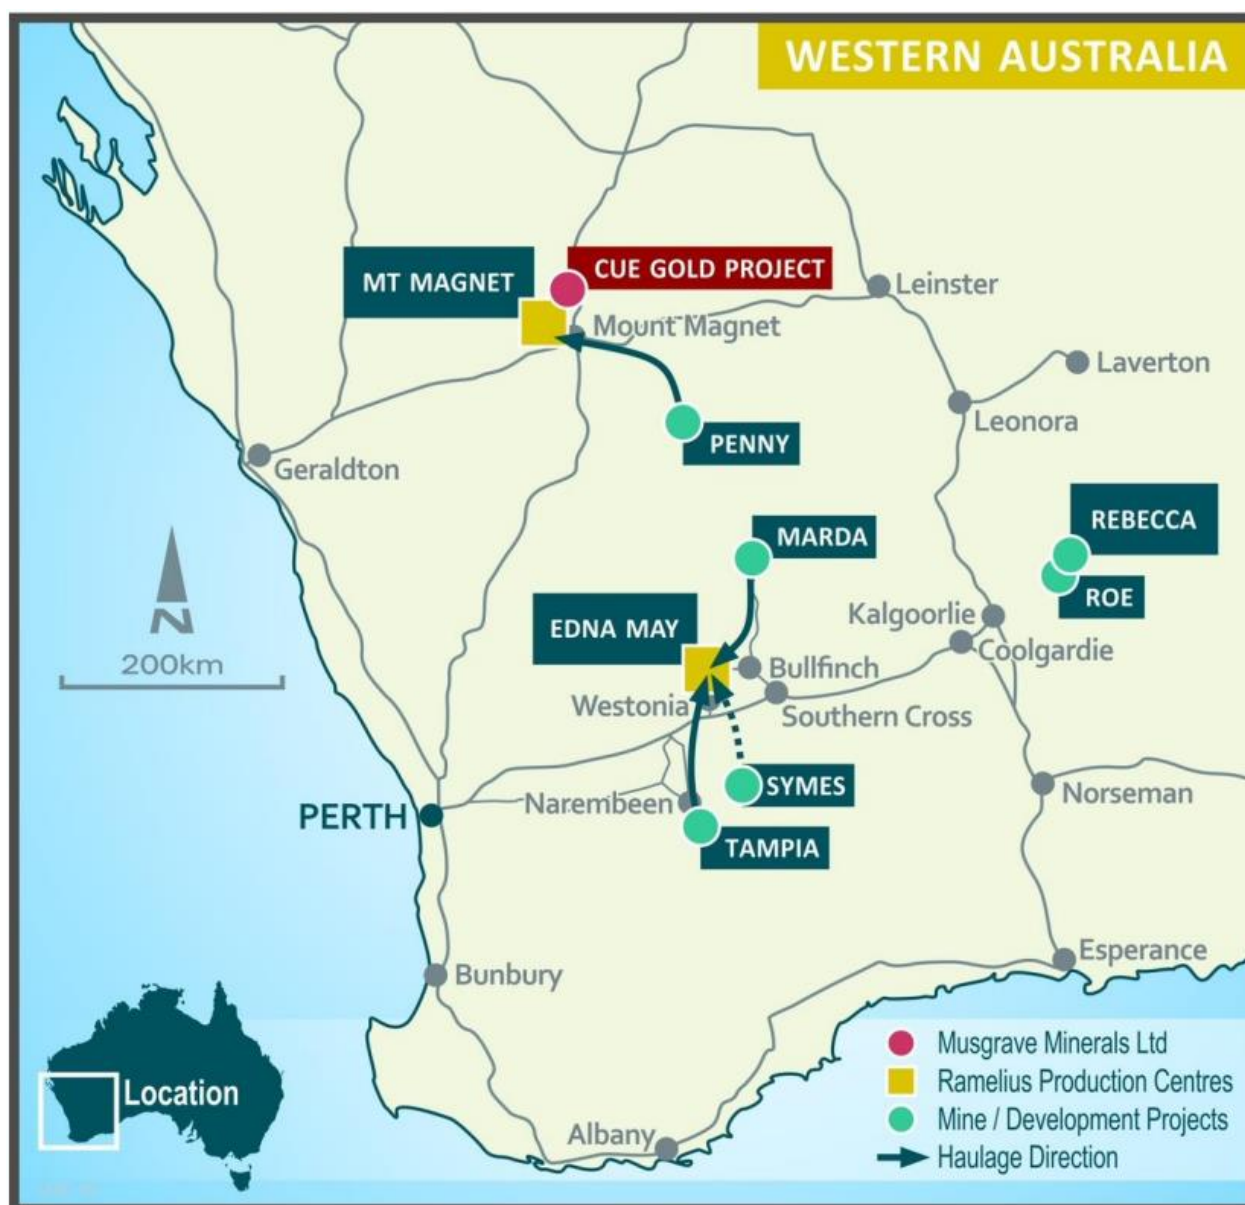 WESTERN AUSTRALIA
MT MAGNET
CUE GOLD PROJECT
Mount Magnet
Leinster
Laverton
Leonora
PENNY
Geraldton
MARDA
REBECCA
ROE
EDNA MAY
Kalgoorlie
Coolgardie
Bullfinch
Westonia
Southern Cross
N
200km
SYMES
Norseman
Narembeen
PERTH
TAMPIA
Esperance
Bunbury
Albany
Location
Musgrave Minerals Ltd
Ramelius Production Centres
Mine / Development Projects
Haulage Direction